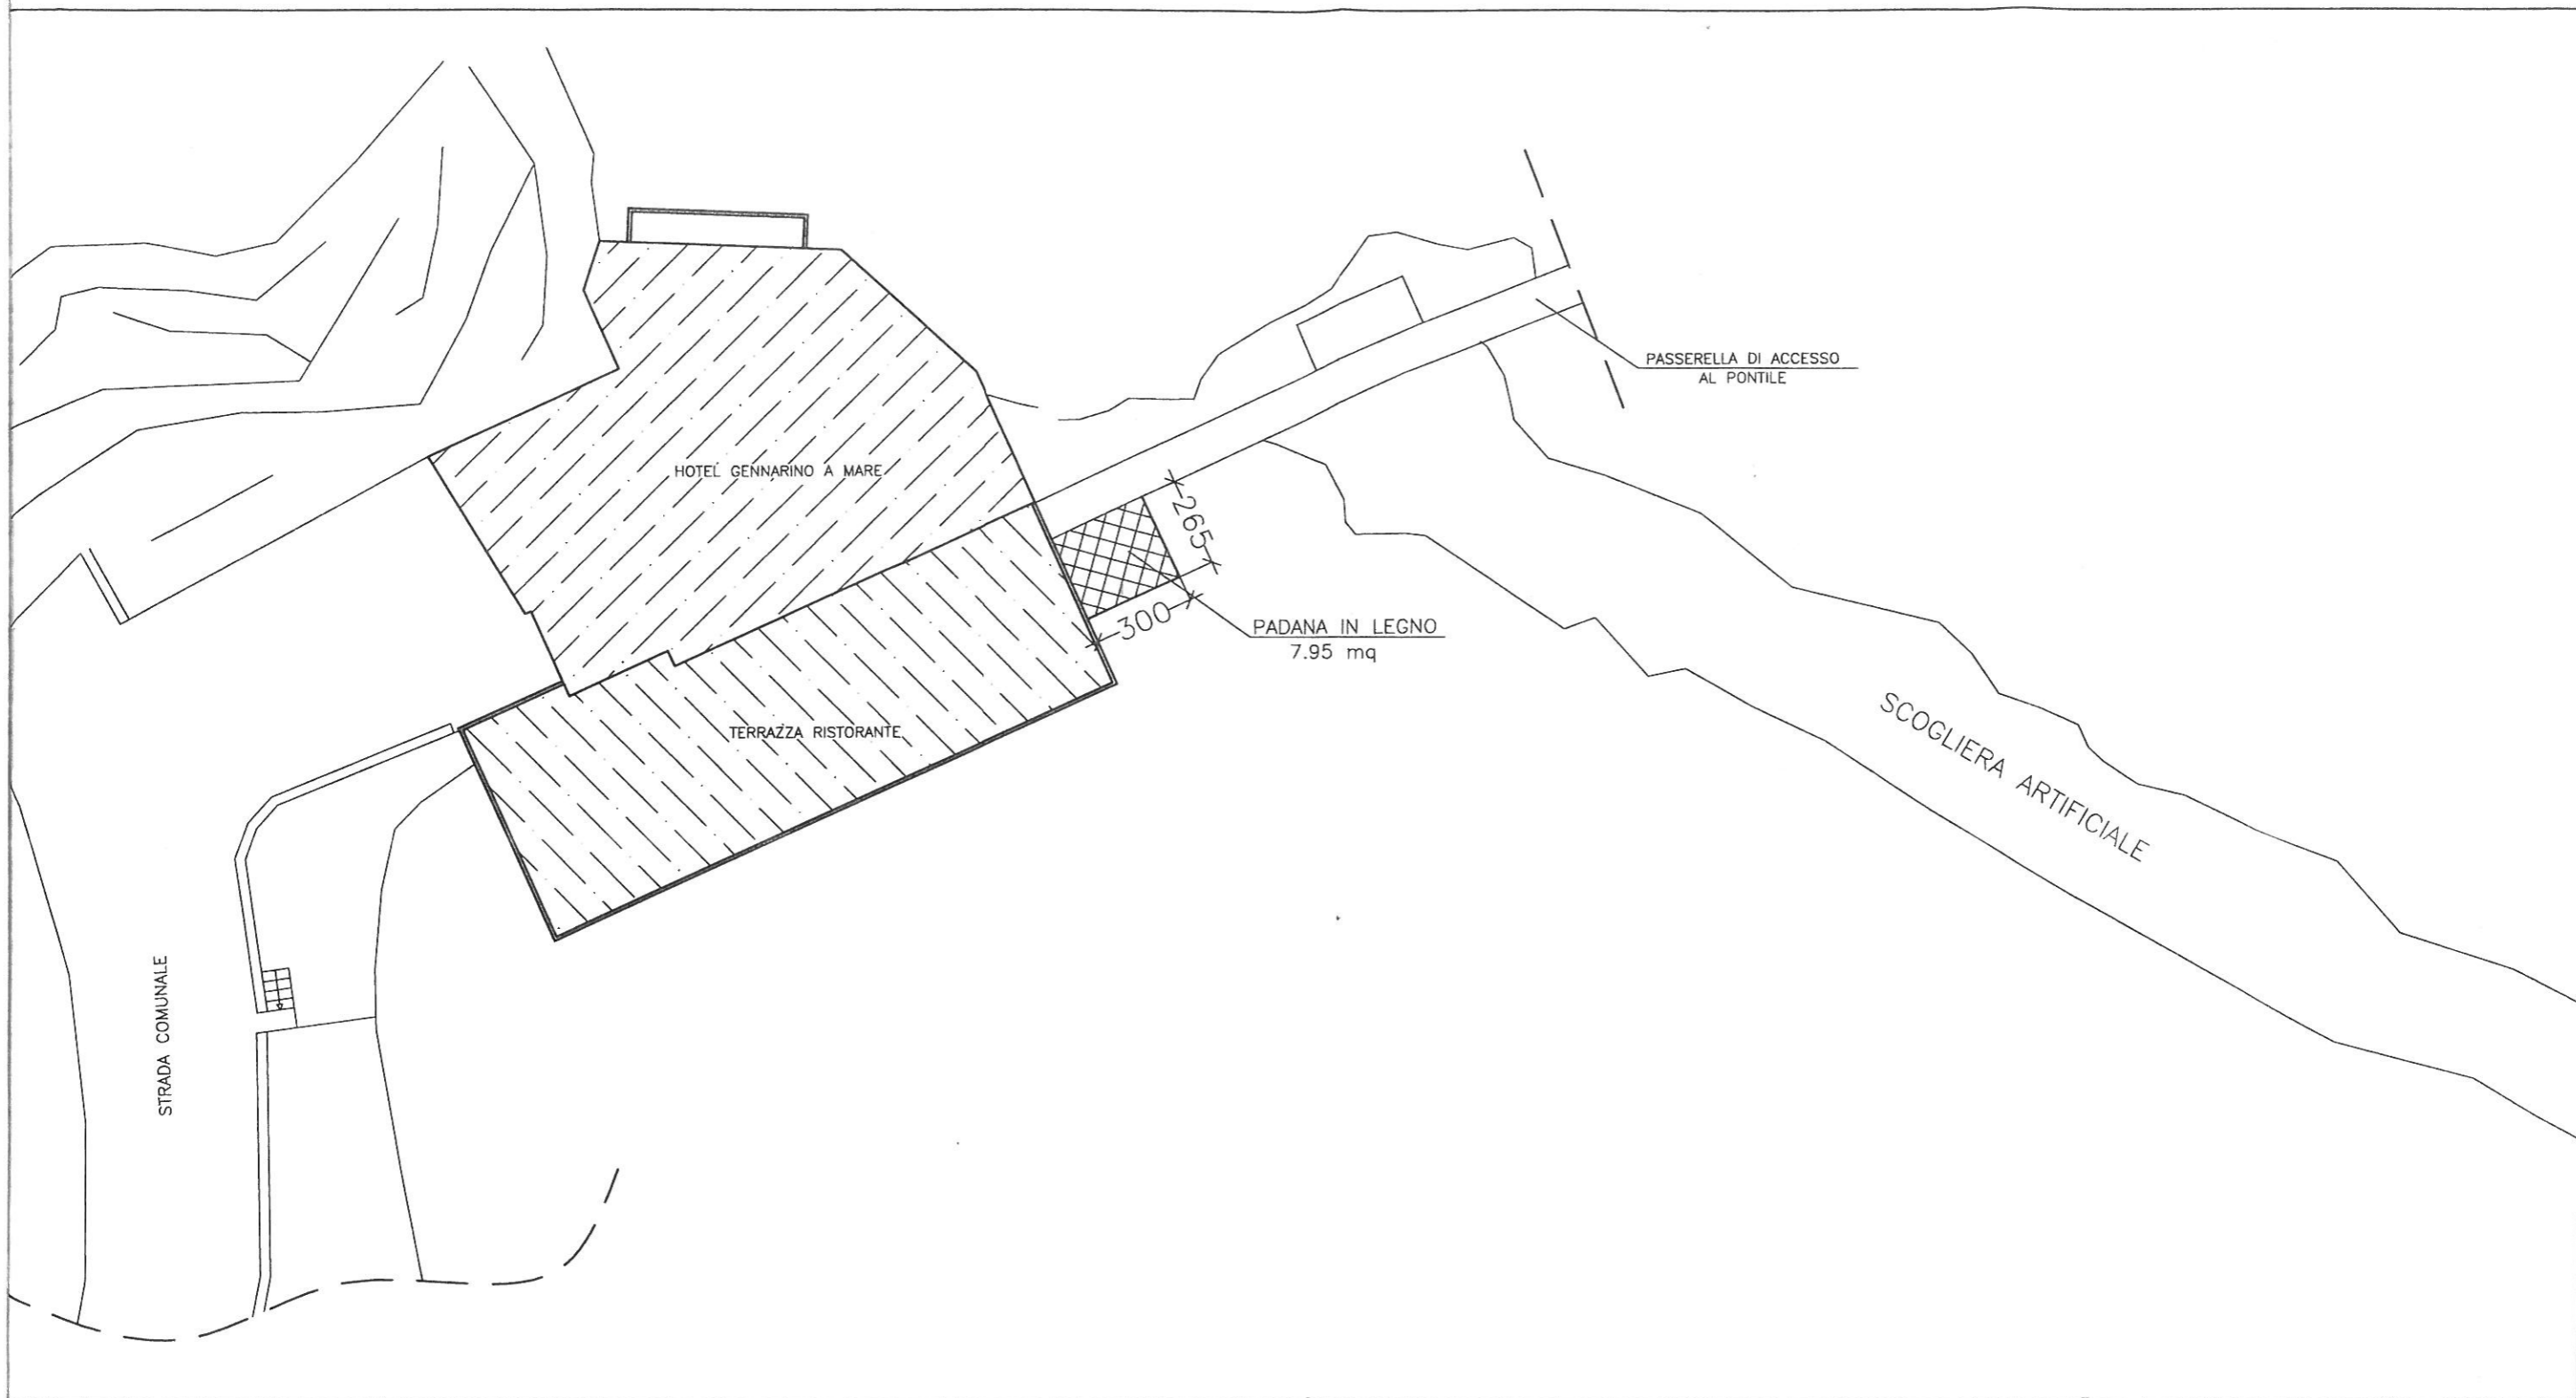 PASSERELLA DI ACCESSO
AL PONTILE
HOTEL GENNARINO A MARE
265
300
PADANA IN LEGNO
7.95 mq
TERRAZZA RISTORANTE
SCOGLIERA ARTIFICIALE
STRADA COMUNALE